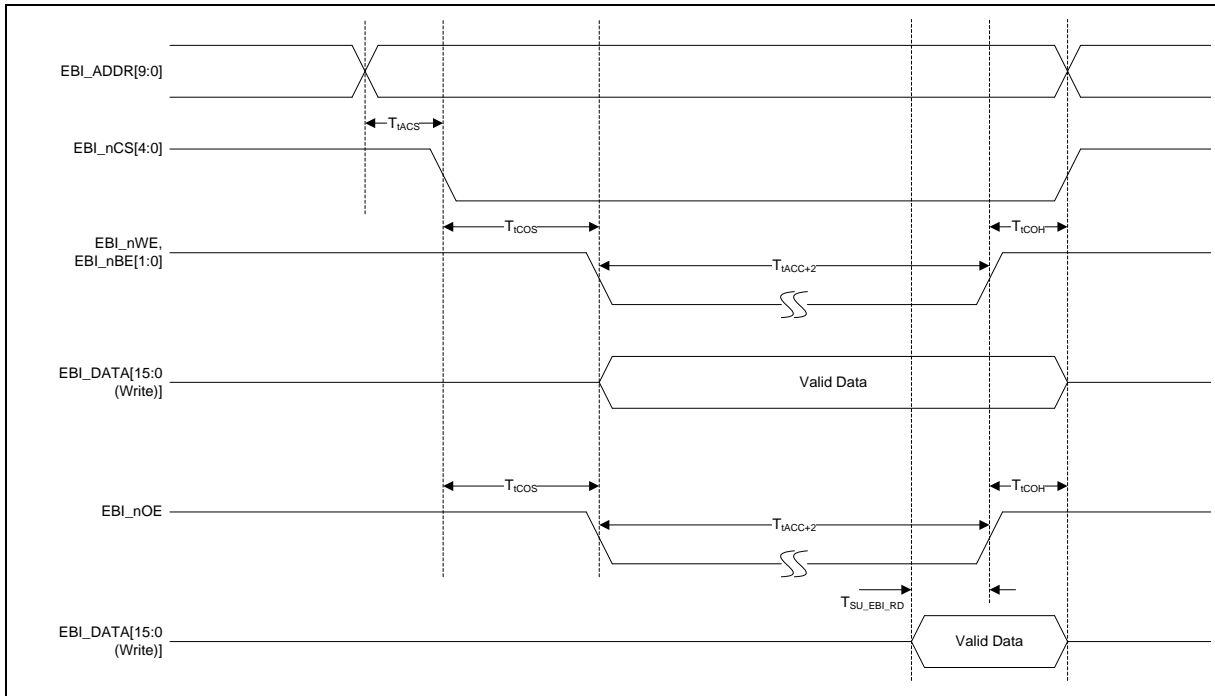 EBI_ADDR[9:0]
TtACS
EBI_nCS[4:0]
TtCOS
TtCOH
EBI_nWE,
EBI_nBE[1:0]
TtACC+2
EBI_DATA[15:0
(Write)]
Valid Data
TtCOS
TtCOH
EBI_nOE
TtACC+2
TSU_EBI_RD
EBI_DATA[15:0
(Write)]
Valid Data